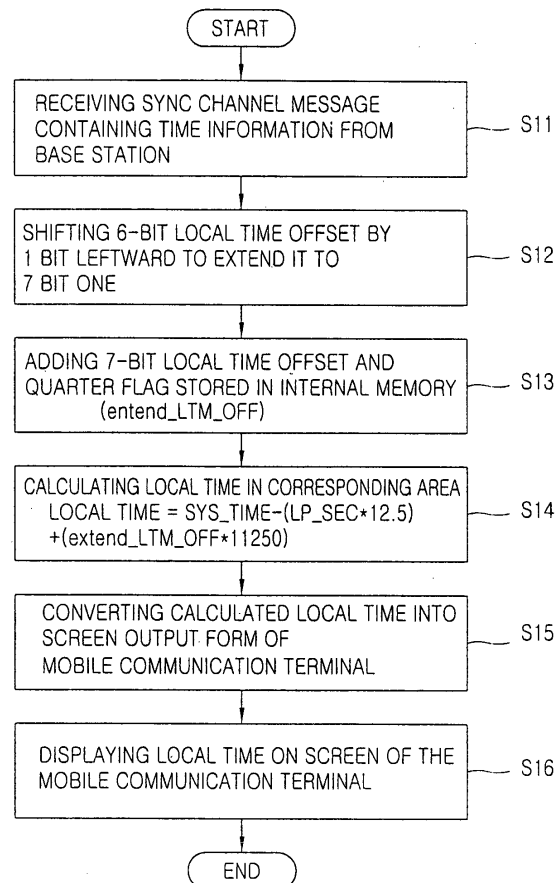 START
RECEIVING SYNC CHANNEL MESSAGE
CONTAINING TIME INFORMATION FROM
BASE STATION
S11
SHIFTING 6-BIT LOCAL TIME OFFSET BY
1 BIT LEFTWARD TO EXTEND IT TO
7 BIT ONE
S12
ADDING 7-BIT LOCAL TIME OFFSET AND
QUARTER FLAG STORED IN INTERNAL MEMORY
(entend_LTM_OFF)
S13
CALCULATING LOCAL TIME IN CORRESPONDING AREA
LOCAL TIME = SYS_TIME-(LP_SEC*12.5)
+(extend_LTM_OFF*11250)
S14
CONVERTING CALCULATED LOCAL TIME INTO
SCREEN OUTPUT FORM OF
MOBILE COMMUNICATION TERMINAL
S15
DISPLAYING LOCAL TIME ON SCREEN OF THE
MOBILE COMMUNICATION TERMINAL
S16
END